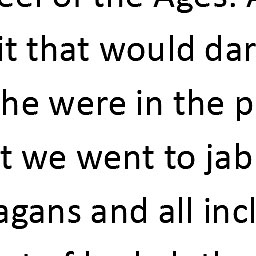 eel of the Ages. A
it that would dar
he were in the p
t we went to jab
agans and all incl